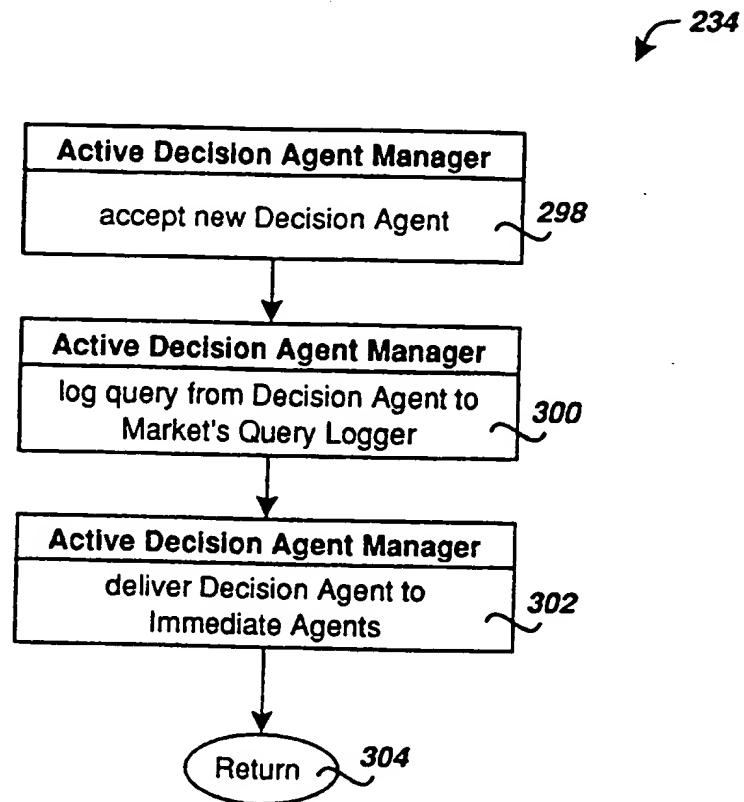 234
Active Decision Agent Manager
accept new Decision Agent
298
Active Decision Agent Manager
log query from Decision Agent to
Market's Query Logger
300
Active Decision Agent Manager
deliver Decision Agent to
Immediate Agents
302
Return
304